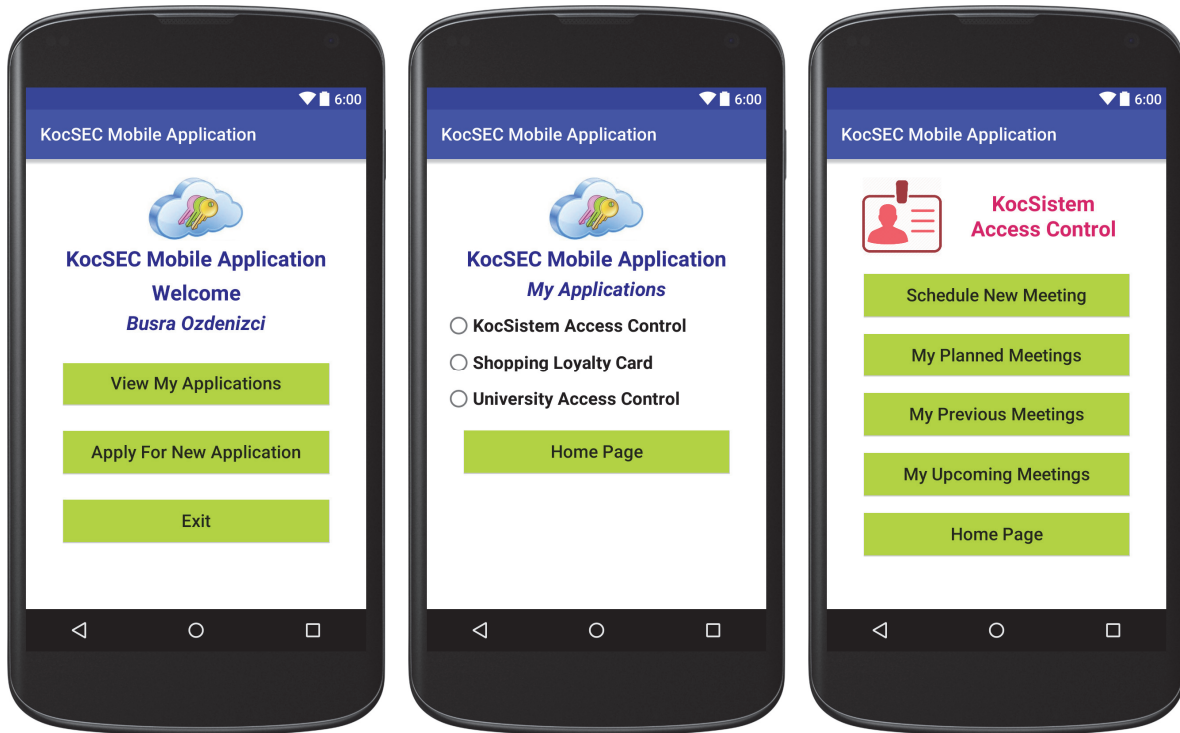 6:00
KocSEC Mobile Application
KocSEC Mobile Application
Welcome
Busra Ozdenizci
View My Applications
Apply For New Application
Exit
6:00
KocSEC Mobile Application
KocSEC Mobile Application
My Applications
KocSistem Access Control
Shopping Loyalty Card
University Access Control
Home Page
6:00
KocSEC Mobile Application
KocSistem
Access Control
Schedule New Meeting
My Planned Meetings
My Previous Meetings
My Upcoming Meetings
Home Page